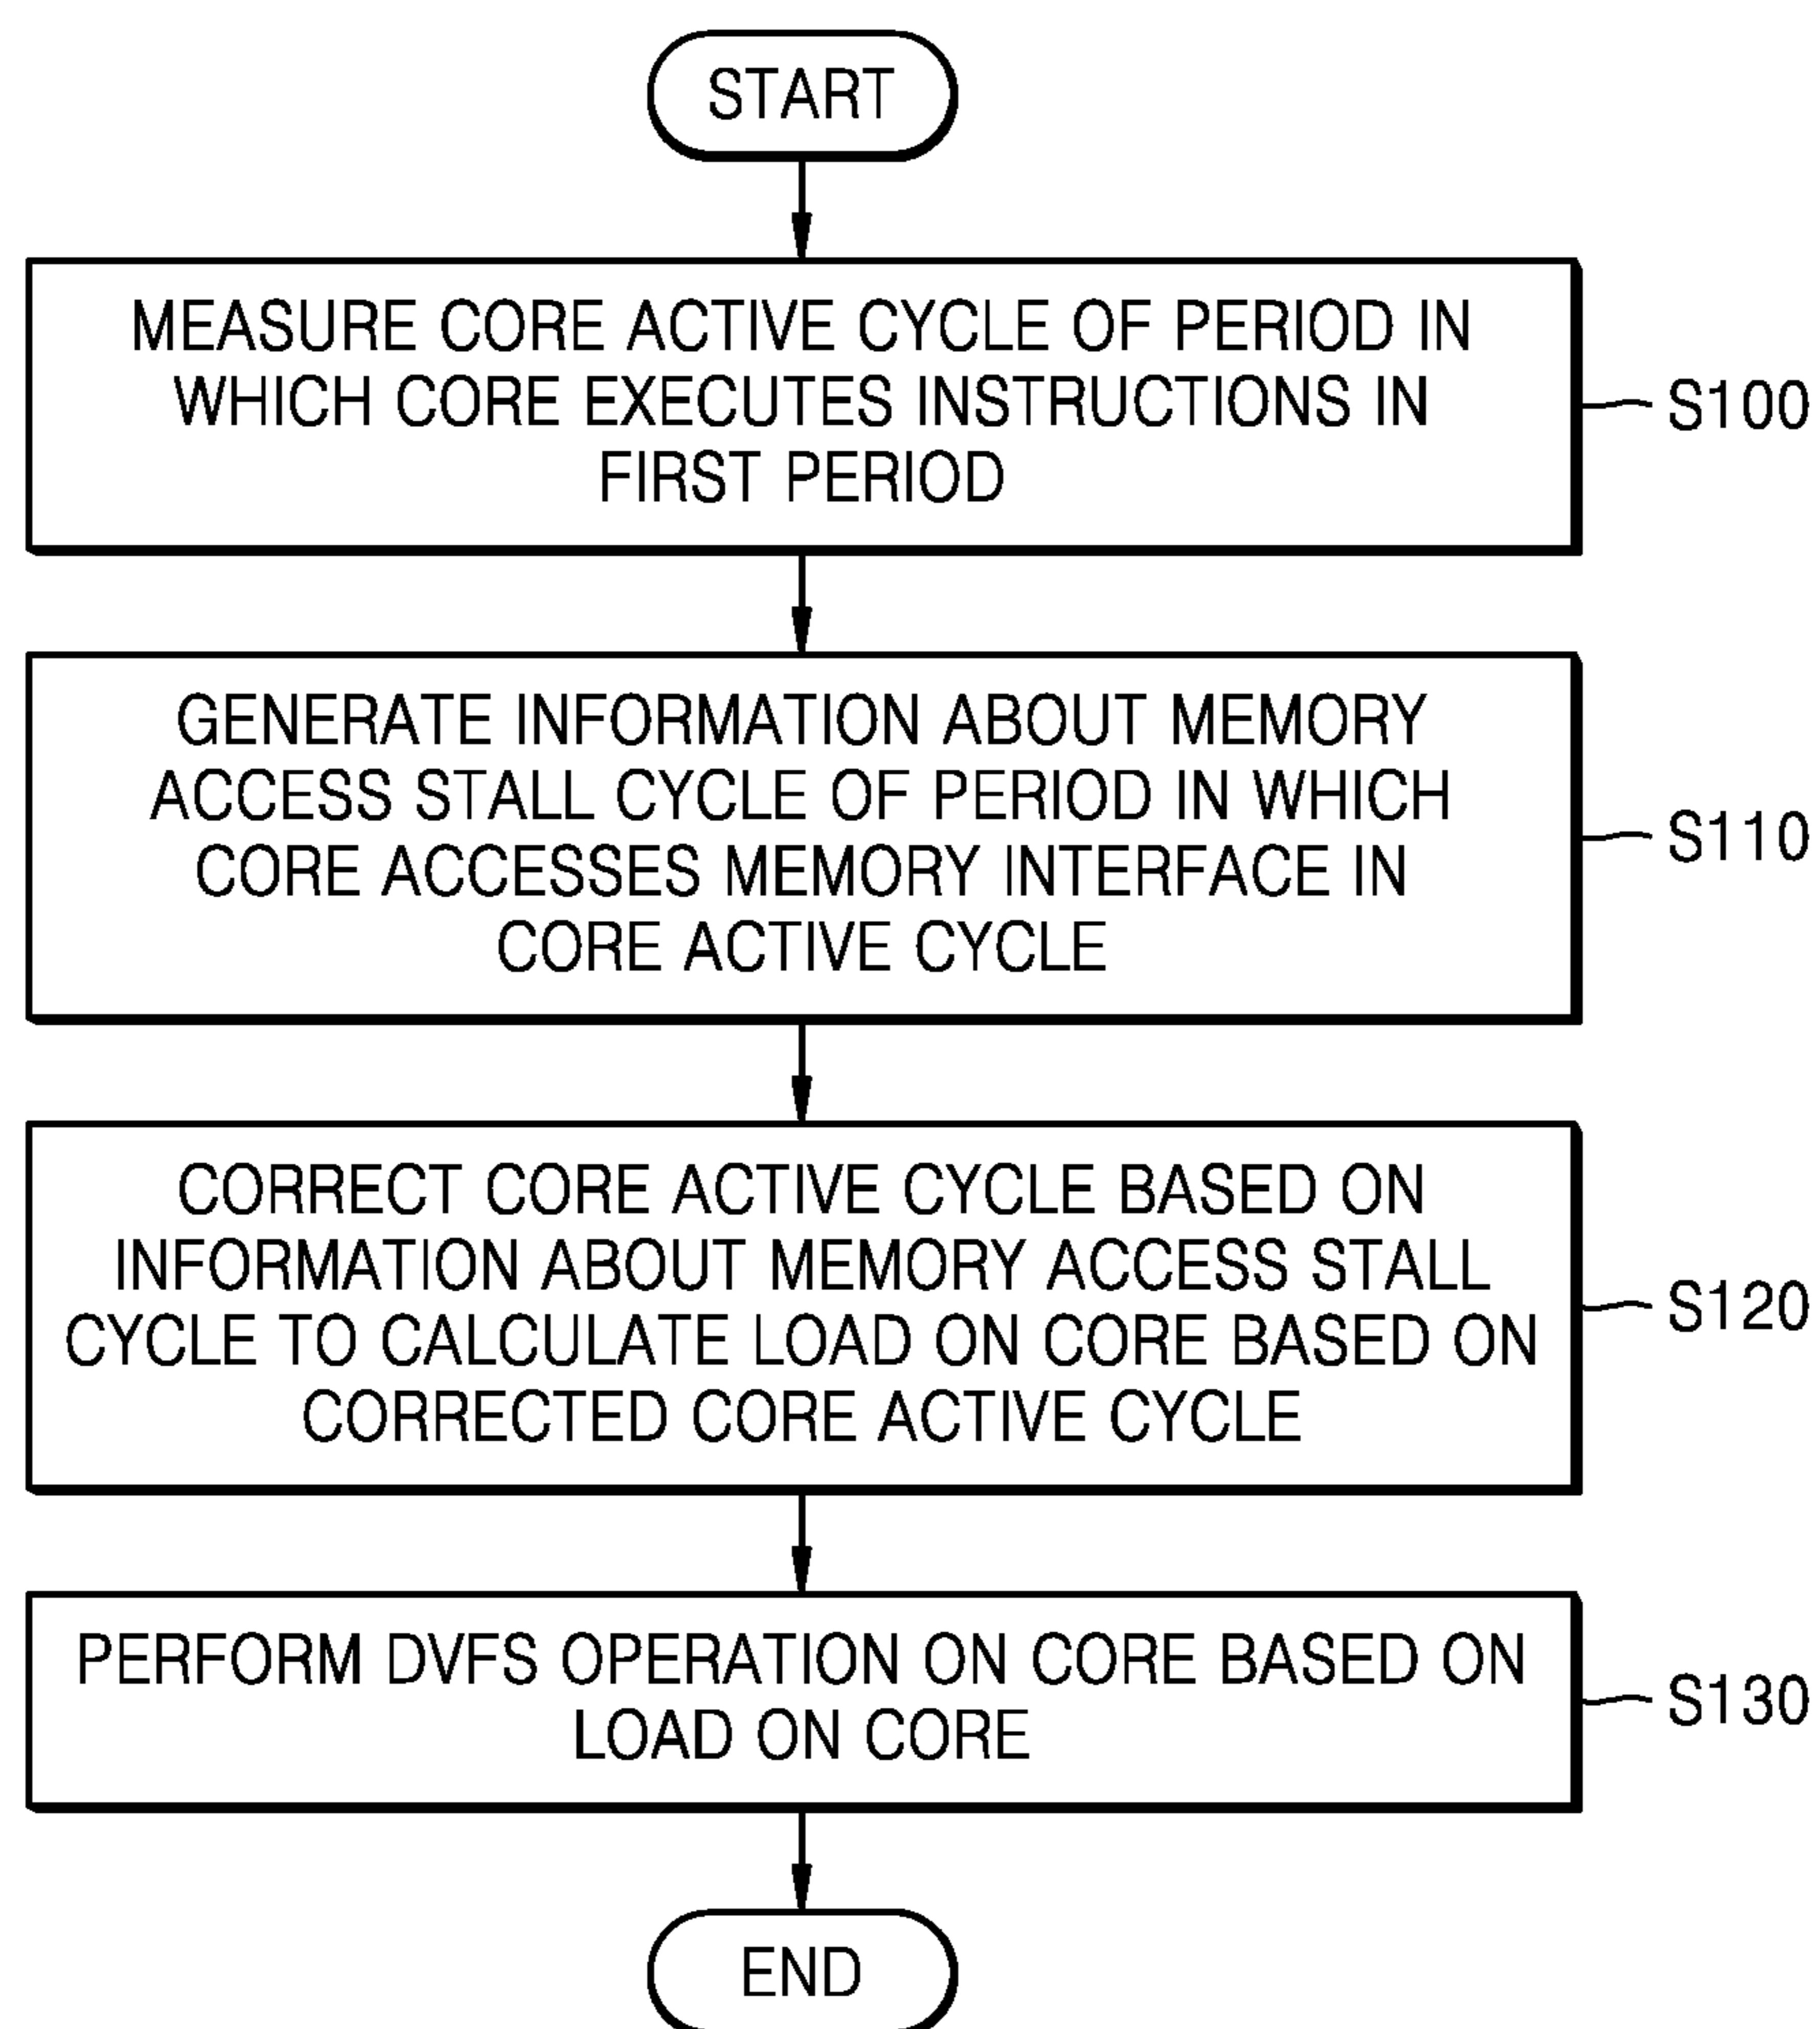 START
MEASURE CORE ACTIVE CYCLE OF PERIOD IN
WHICH CORE EXECUTES INSTRUCTIONS IN
FIRST PERIOD
S100
GENERATE INFORMATION ABOUT MEMORY
ACCESS STALL CYCLE OF PERIOD IN WHICH
CORE ACCESSES MEMORY INTERFACE IN
CORE ACTIVE CYCLE
S110
CORRECT CORE ACTIVE CYCLE BASED ON
INFORMATION ABOUT MEMORY ACCESS STALL
CYCLE TO CALCULATE LOAD ON CORE BASED ON
CORRECTED CORE ACTIVE CYCLE
S120
PERFORM DVFS OPERATION ON CORE BASED ON
LOAD ON CORE
S130
END